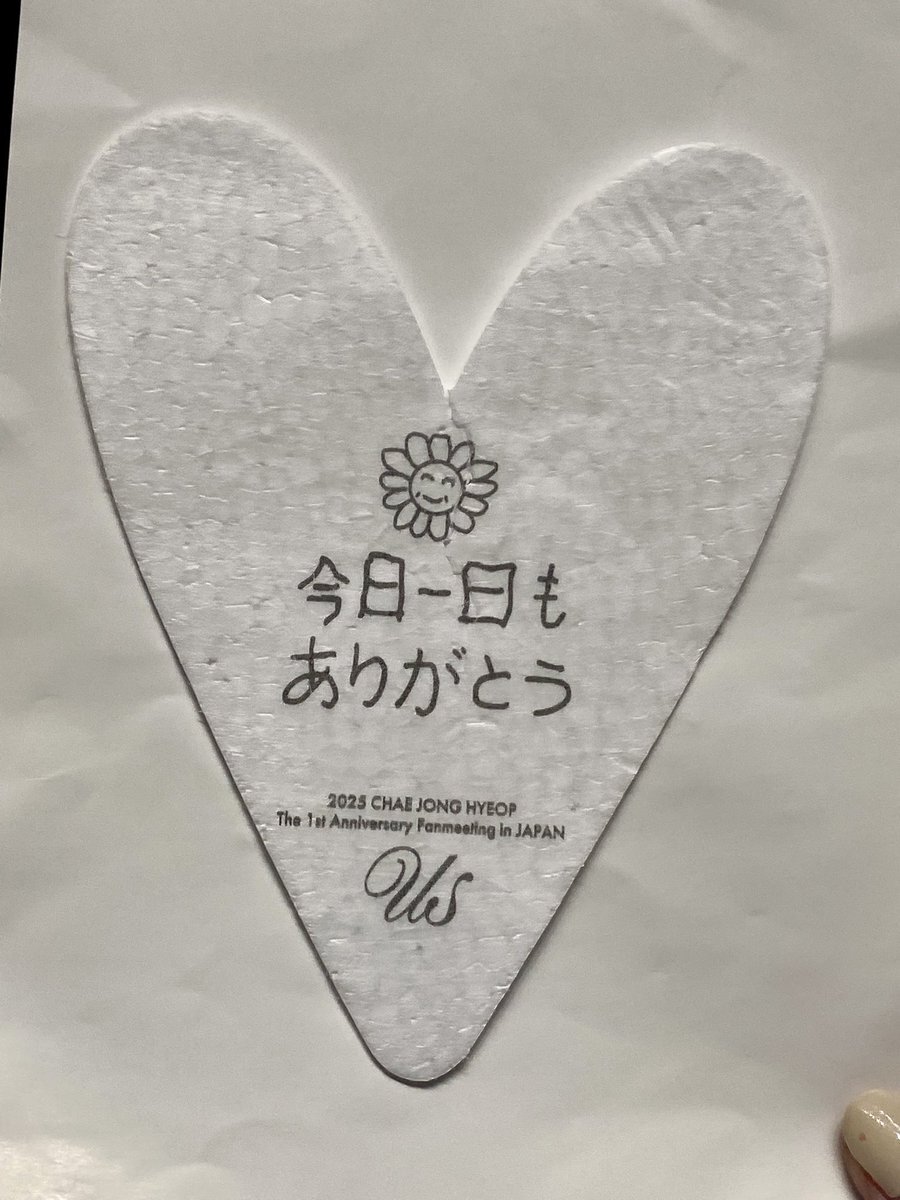 今日一日も
ありがとう
2025 CHAE JONG HYEOP
The 1st Anniversary Fanmeeting in JAPAN
Us